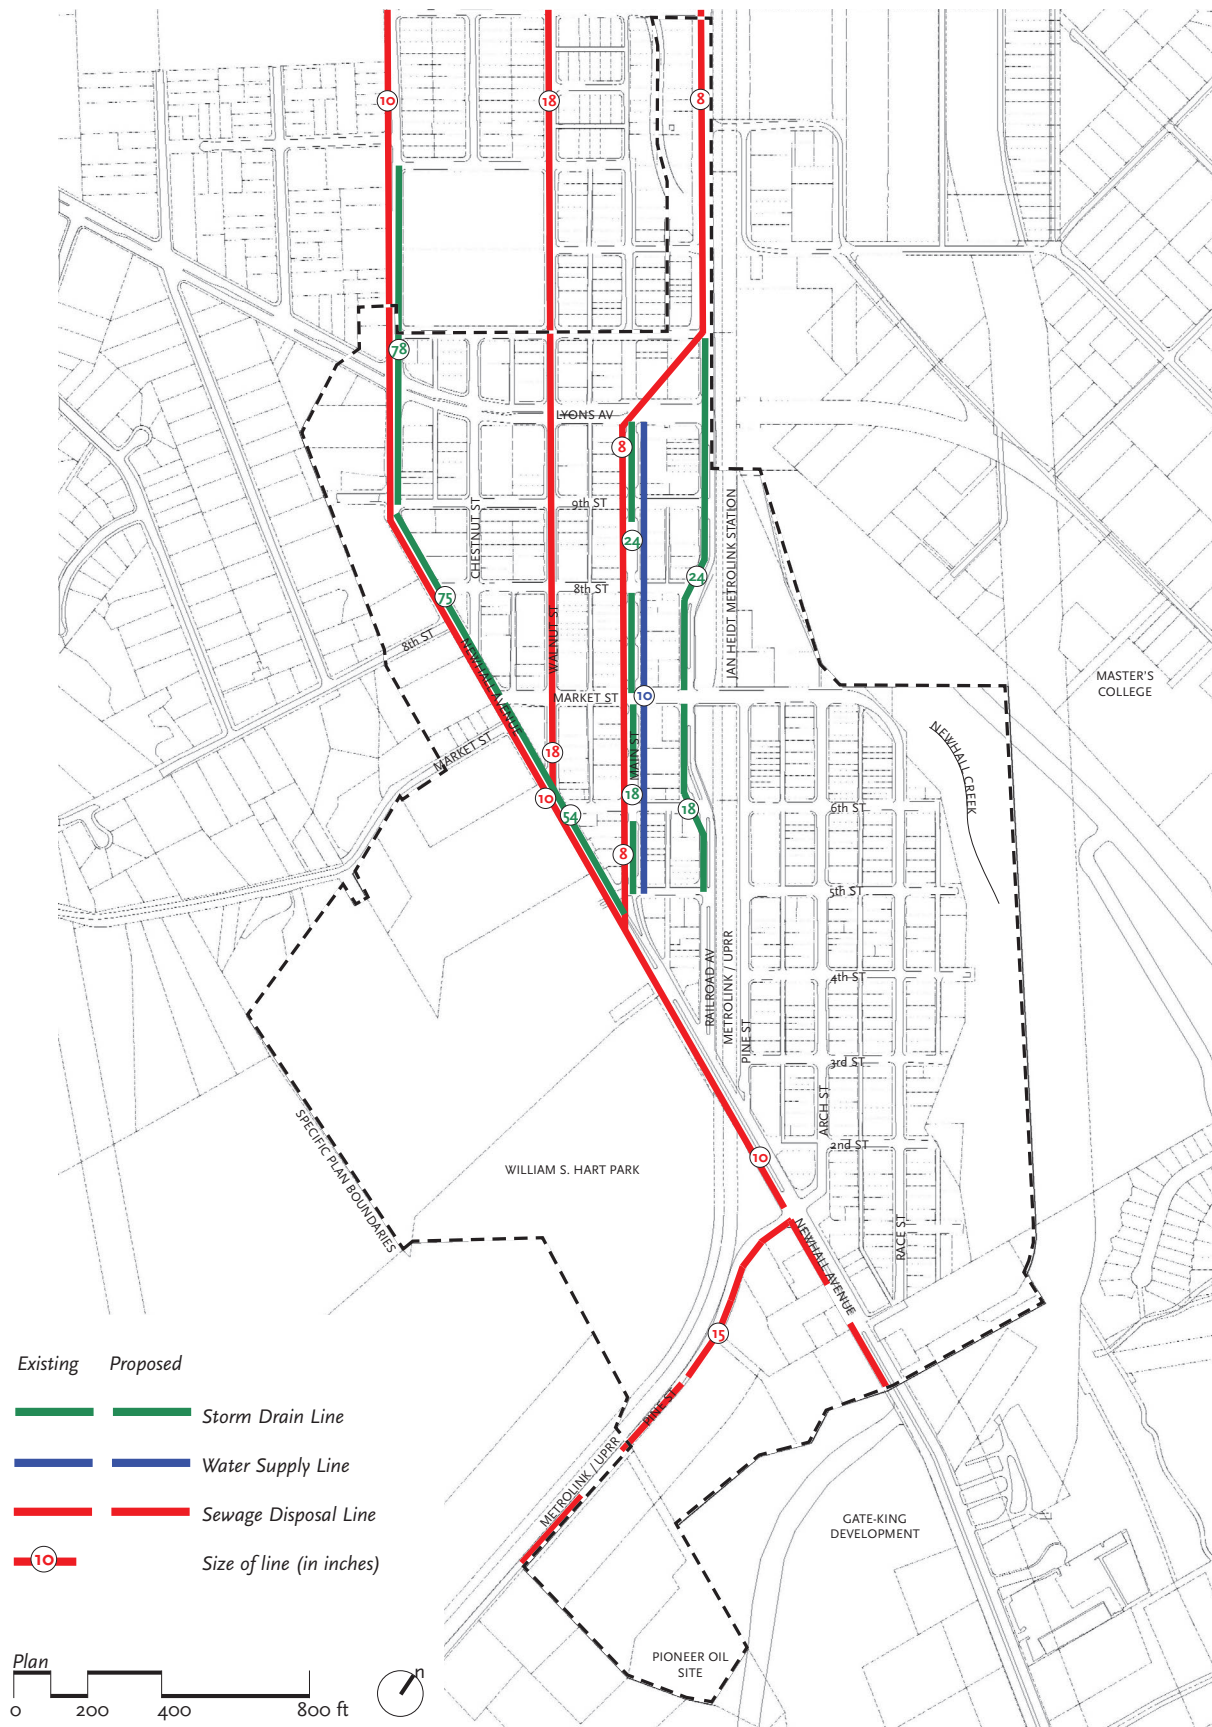 10
18
8
78
LYONS AV
8
9th ST
CHESTNUT ST
24
JAN HEIDT METROLINK STATION
24
8th ST
75
8th ST
WALNUT ST
NEWHALL AVENUE
MASTER'S
COLLEGE
MARKET ST
10
MARKET ST
NEWHALL CREEK
MAIN ST
18
10
18
18
54
6th ST
8
5th ST
RAILROAD AV
METROLINK / UPRR
4th ST
PINE ST
3rd ST
ARCH ST
2nd ST
SPECIFIC PLAN BOUNDARIES
WILLIAM S. HART PARK
10
RACE ST
NEWHALL AVENUE
15
PINE ST
METROLINK / UPRR
GATE-KING
DEVELOPMENT
PIONEER OIL
SITE
Existing Proposed
Storm Drain Line
Water Supply Line
Sewage Disposal Line
10 Size of line (in inches)
Plan
n
0 200 400 800 ft